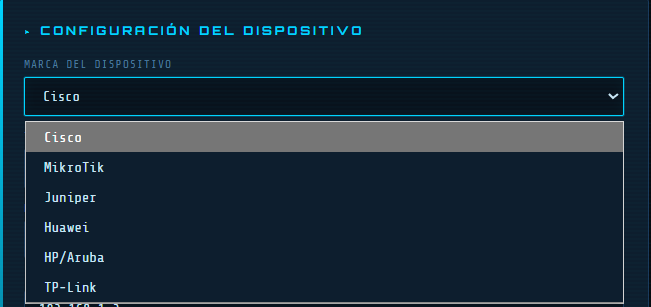 ▸ CONFIGURACIÓN DEL DISPOSITIVO
MARCA DEL DISPOSITIVO
Cisco
Cisco
MikroTik
Juniper
Huawei
HP/Aruba
TP-Link